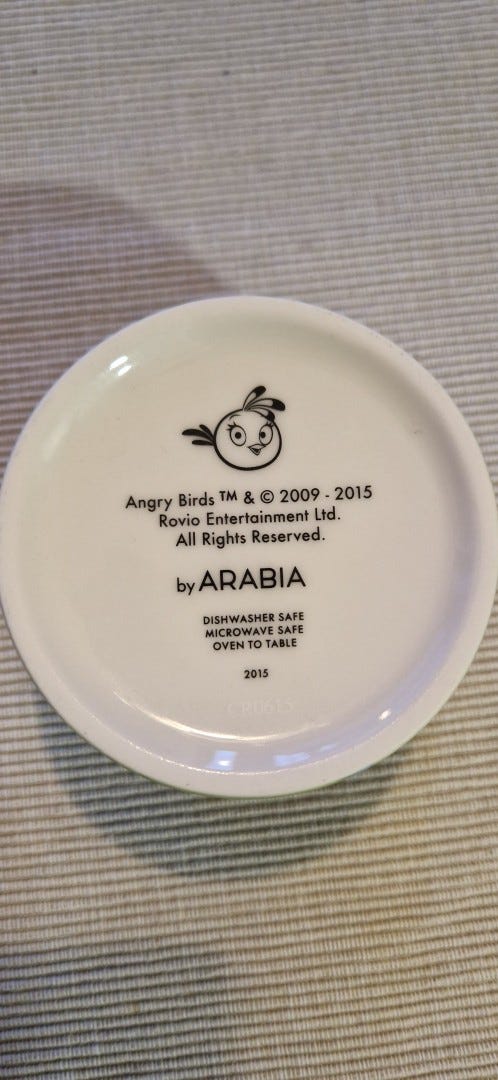 Angry Birds ™ & © 2009 - 2015
Rovio Entertainment Ltd.
All Rights Reserved.
by ARABIA
DISHWASHER SAFE
MICROWAVE SAFE
OVEN TO TABLE
2015